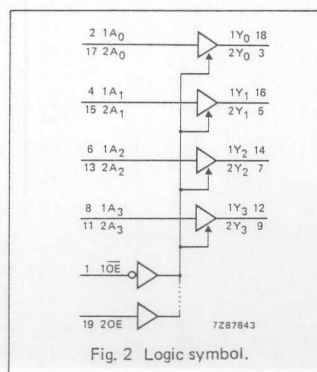 2 1A0 1Y0 18
17 2A0 2Y0 3
4 1A1 1Y1 16
15 2A1 2Y1 5
6 1A2 1Y2 14
13 2A2 2Y2 7
8 1A3 1Y3 12
11 2A3 2Y3 9
1 1O̅E̅
19 2OE 7Z87843
Fig. 2 Logic symbol.